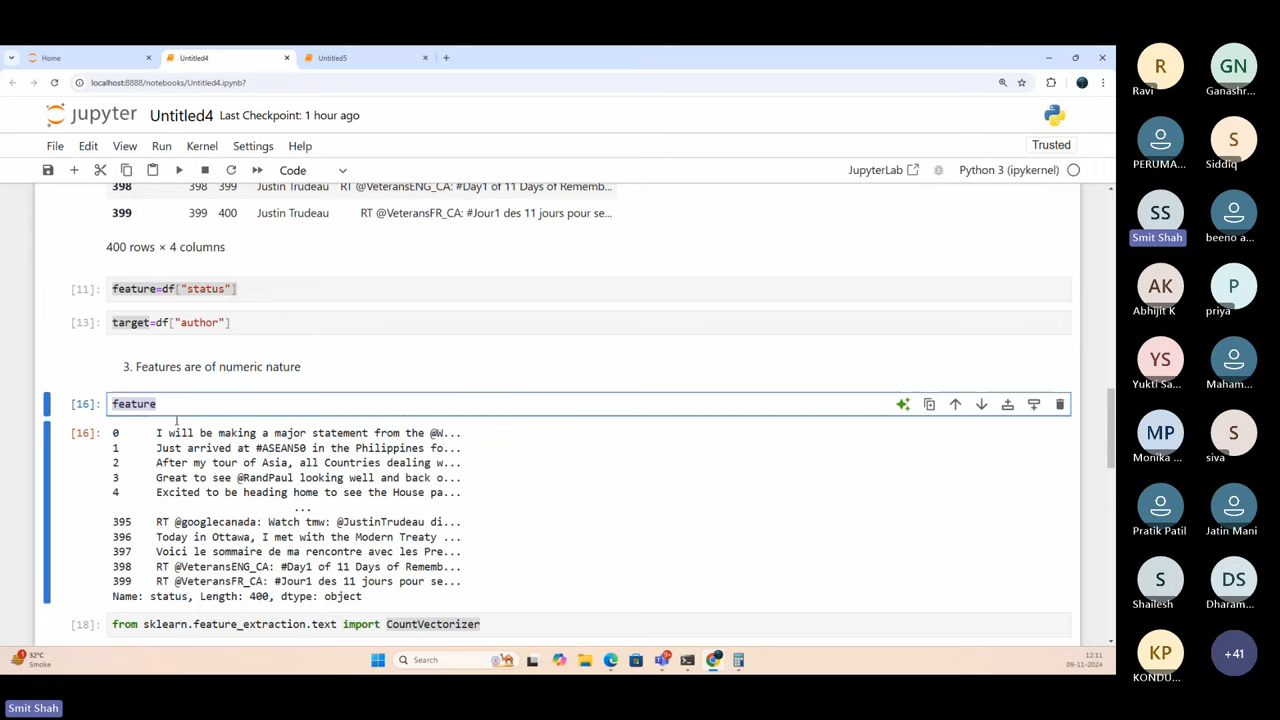 Home
Untitled4
Untitled5
localhost:8888/notebooks/Untitled4.ipynb?
jupyter Untitled4 Last Checkpoint: 1 hour ago
File Edit View Run Kernel Settings Help
Trusted
Code
JupyterLab
Python 3 (ipykernel)
398 398 399 Justin Trudeau RT @VeteransENG_CA: #Day1 of 11 Days of Rememb...
399 399 400 Justin Trudeau RT @VeteransFR_CA: #Jour1 des 11 jours pour se...
400 rows × 4 columns
[11]: feature=df["status"]
[13]: target=df["author"]
3. Features are of numeric nature
[16]: feature
[16]: 0 I will be making a major statement from the @W...
1 Just arrived at #ASEAN50 in the Philippines fo...
2 After my tour of Asia, all Countries dealing w...
3 Great to see @RandPaul looking well and back o...
4 Excited to be heading home to see the House pa...
...
395 RT @googlecanada: Watch tmw: @JustinTrudeau di...
396 Today in Ottawa, I met with the Modern Treaty ...
397 Voici le sommaire de ma rencontre avec les Pre...
398 RT @VeteransENG_CA: #Day1 of 11 Days of Rememb...
399 RT @VeteransFR_CA: #Jour1 des 11 jours pour se...
Name: status, Length: 400, dtype: object
[18]: from sklearn.feature_extraction.text import CountVectorizer
32°C
Smoke
Search
12:11
09-11-2024
Smit Shah
R
Ravi
GN
Ganashr...
PERUMA...
S
Siddiq
SS
Smit Shah
beeno a...
AK
Abhijit K
P
priya
YS
Yukti Sa...
Maham...
MP
Monika ...
S
siva
Pratik Patil
Jatin Mani
S
Shailesh
DS
Dharam...
KP
KONDU...
+41